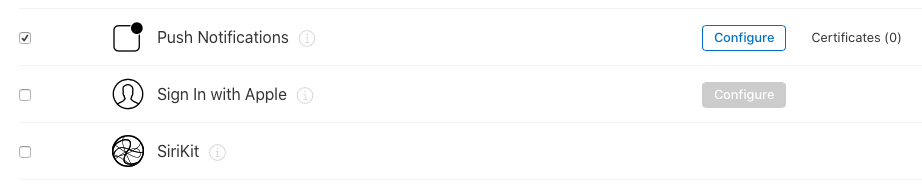 Push Notifications Configure Certificates (0)
Sign In with Apple Configure
SiriKit